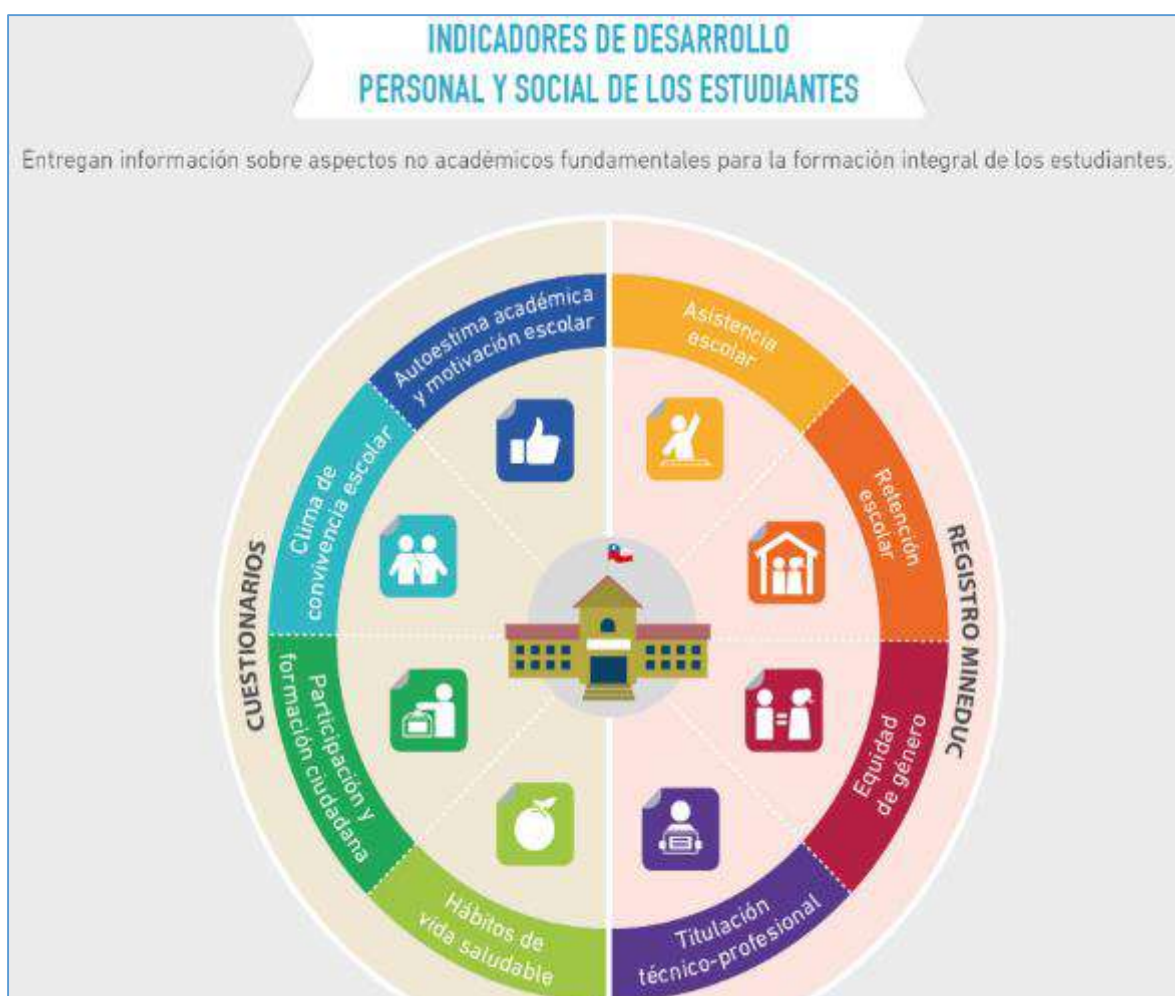 INDICADORES DE DESARROLLO
PERSONAL Y SOCIAL DE LOS ESTUDIANTES
Entregan información sobre aspectos no académicos fundamentales para la formación integral de los estudiantes.
CUESTIONARIOS
Autoestima académica
y motivación escolar
Clima de
convivencia escolar
Participación y
formación ciudadana
Hábitos de
vida saludable
REGISTRO MINEDUC
Asistencia
escolar
Retención
escolar
Equidad
de género
Titulación
técnico-profesional